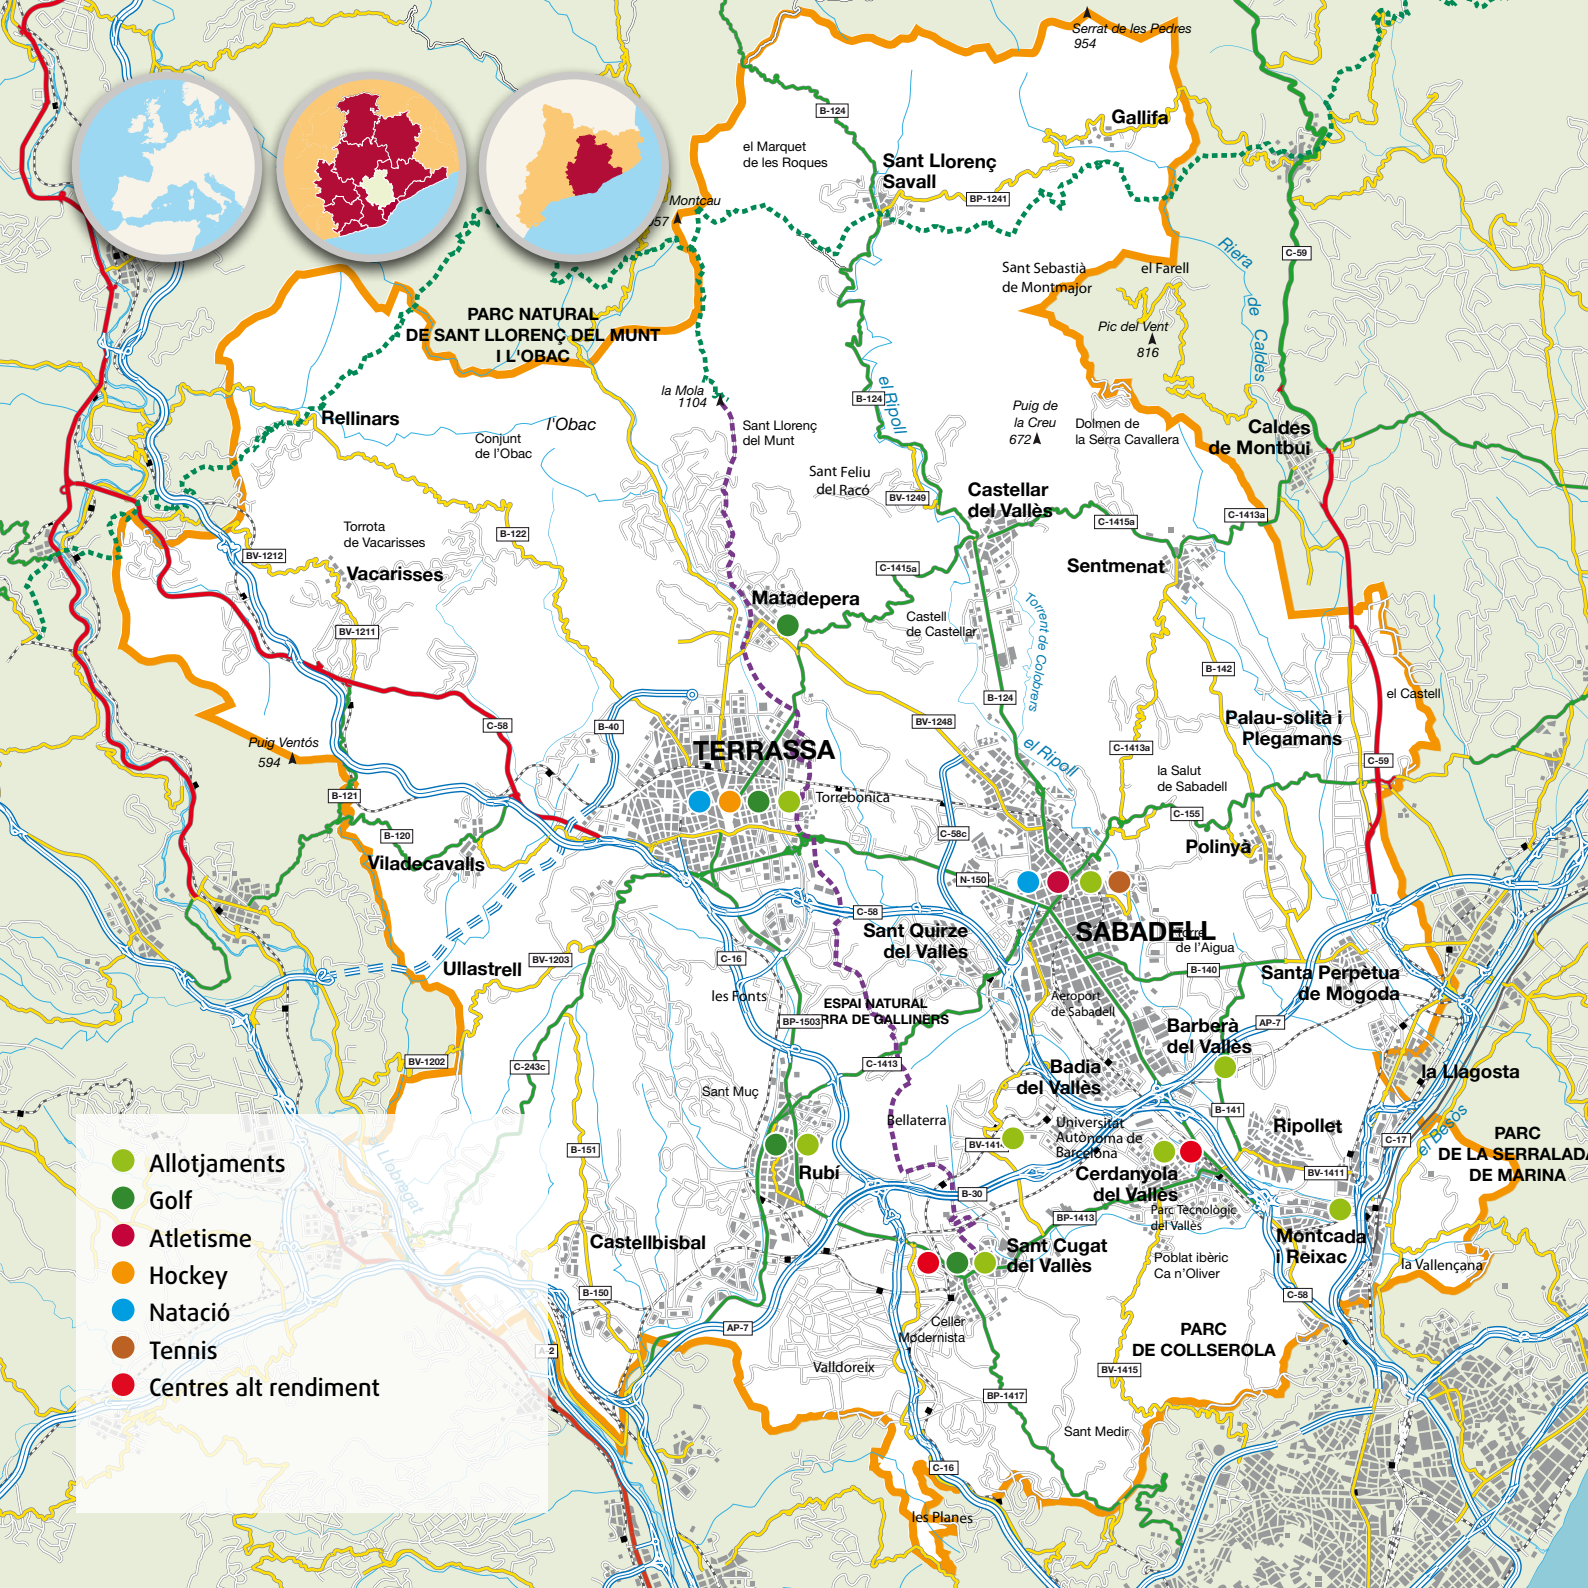 Serrat de les Pedres
954
Gallifa
B-124
el Marquet
de les Roques
Sant Llorenç
Savall
BP-1241
Montcau
Riera
de
Caldes
C-59
Sant Sebastià
de Montmajor
el Farell
Pic del Vent
816
PARC NATURAL
DE SANT LLORENÇ DEL MUNT
I L'OBAC
la Mola
1104
B-124
el Ripoll
Rellinars
l'Obac
Conjunt
de l'Obac
Sant Llorenç
del Munt
Puig de
la Creu
672
Dolmen de
la Serra Cavallera
Caldes
de Montbui
Sant Feliu
del Racó
BV-1249
Castellar
del Vallès
C-1415a
C-1413a
Torrota
de Vacarisses
B-122
BV-1212
Vacarisses
Sentmenat
C-1415a
Matadepera
Castell
de Castellar
Torrent de Colobrers
BV-1211
B-142
B-124
el Castell
C-58
B-40
BV-1248
Palau-solità i
Plegamans
Puig Ventós
594
TERRASSA
el Ripoll
C-1413a
C-59
la Salut
de Sabadell
B-121
Torrebonica
C-155
B-120
C-58c
Viladecavalls
Polinyà
N-150
C-58
Sant Quirze
del Vallès
SABADELL
Torre
de l'Aigua
Ullastrell
BV-1203
C-16
B-140
Santa Perpètua
de Mogoda
les Fonts
ESPAI NATURAL
RRA DE GALLINERS
BP-1503
Aeroport
de Sabadell
AP-7
Barberà
del Vallès
BV-1202
C-243c
C-1413
Badia
del Vallès
la Llagosta
Sant Muç
Bellaterra
Universitat
Autònoma de
Barcelona
B-141
Ripollet
C-17
el Besòs
PARC
DE LA SERRALADA
DE MARINA
B-151
BV-141
Rubí
Cerdanyola
del Vallès
BV-1411
B-30
BP-1413
Parc Tecnològic
del Vallès
Castellbisbal
Sant Cugat
del Vallès
Poblat ibèric
Ca n'Oliver
Montcada
i Reixac
la Vallençana
B-150
C-58
AP-7
Celler
Modernista
PARC
DE COLLSEROLA
A-2
Valldoreix
BV-1415
BP-1417
Sant Medir
C-16
les Planes
Allotjaments
Golf
Atletisme
Hockey
Natació
Tennis
Centres alt rendiment